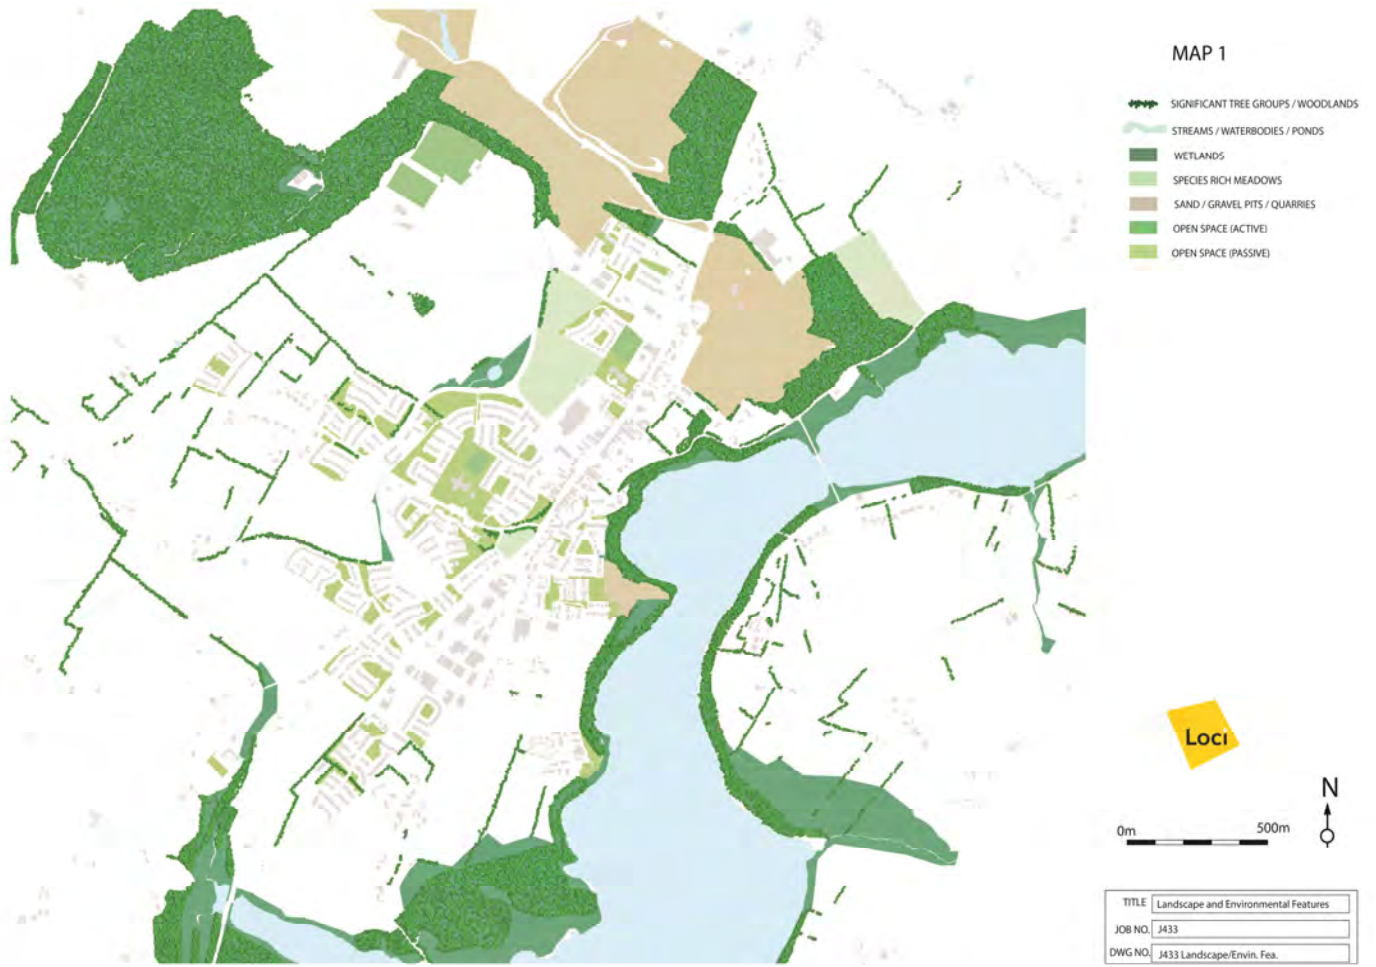 MAP 1
SIGNIFICANT TREE GROUPS / WOODLANDS
STREAMS / WATERBODIES / PONDS
WETLANDS
SPECIES RICH MEADOWS
SAND / GRAVEL PITS / QUARRIES
OPEN SPACE (ACTIVE)
OPEN SPACE (PASSIVE)
Loci
N
0m 500m
TITLE Landscape and Environmental Features
JOB NO. J433
DWG NO. J433 Landscape/Envin. Fea.